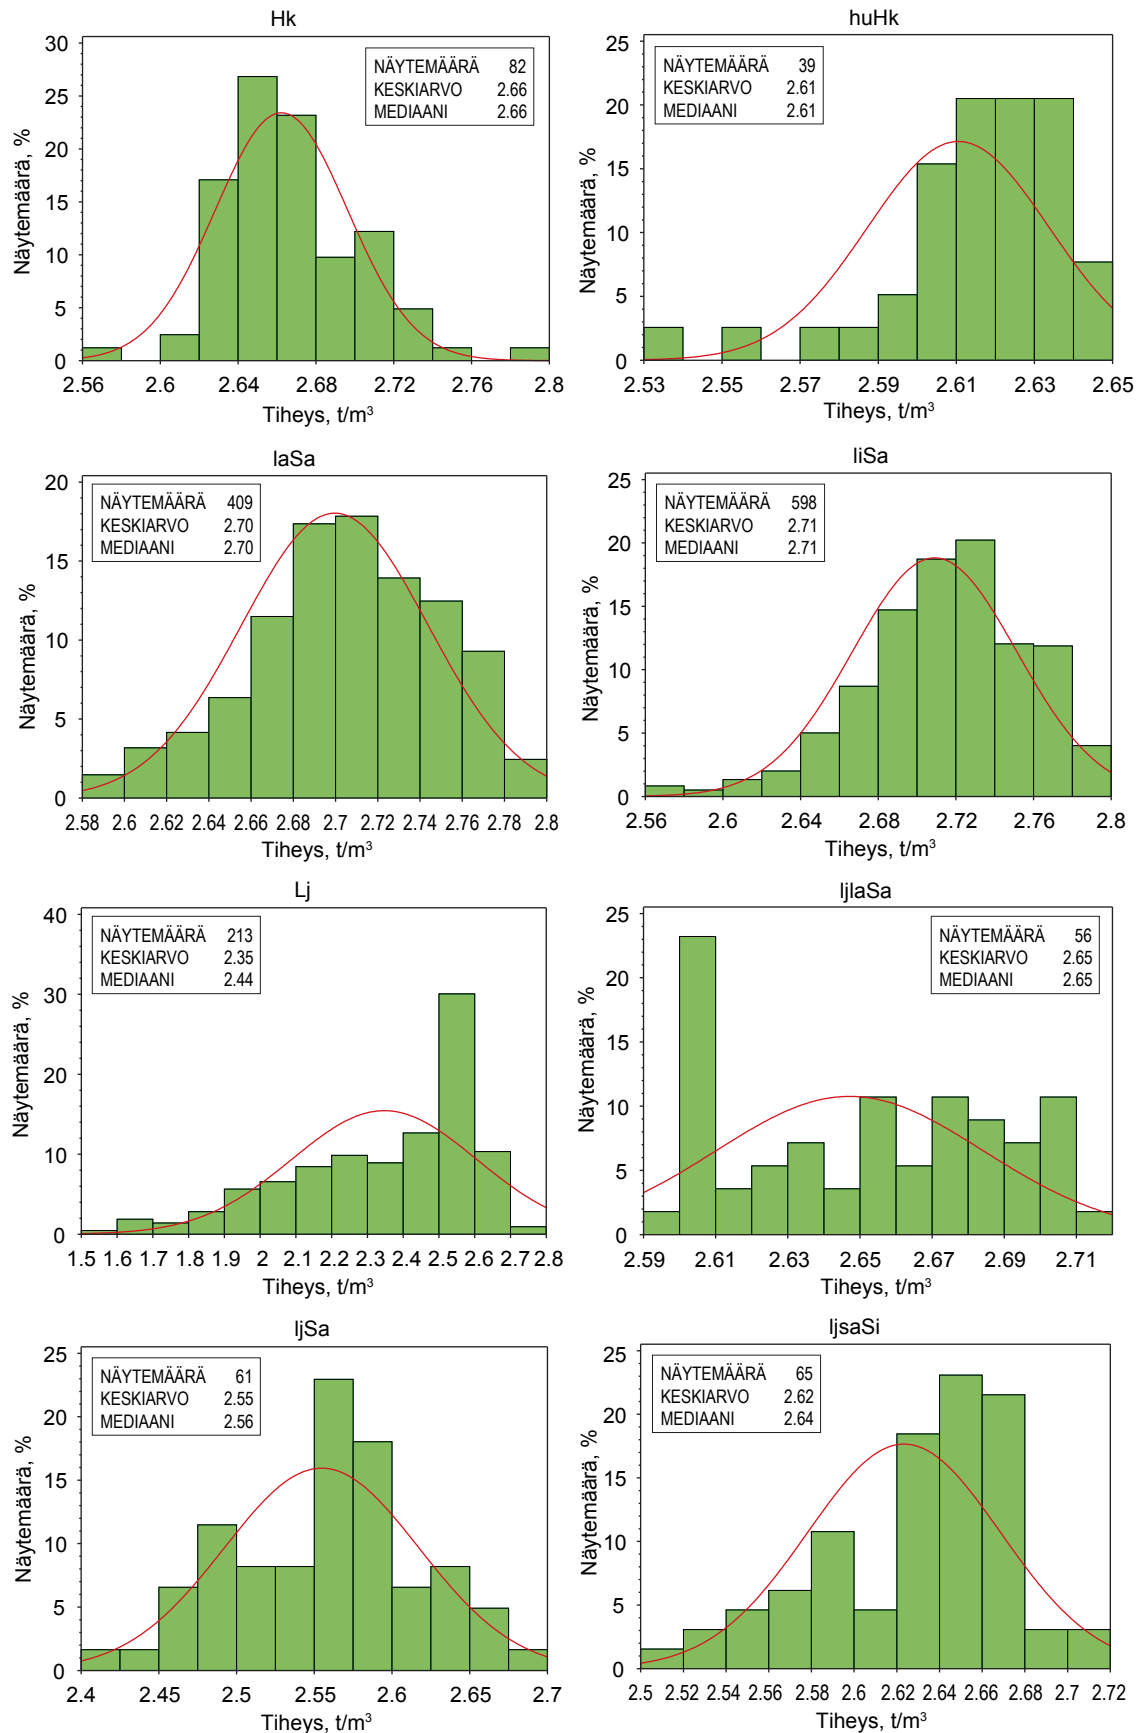 Hk
Näytemäärä, %
30
25
20
15
10
5
0
NÄYTEMÄÄRÄ 82
KESKIARVO 2.66
MEDIAANI 2.66
2.56 2.6 2.64 2.68 2.72 2.76 2.8
Tiheys, t/m³
huHk
Näytemäärä, %
25
20
15
10
5
0
NÄYTEMÄÄRÄ 39
KESKIARVO 2.61
MEDIAANI 2.61
2.53 2.55 2.57 2.59 2.61 2.63 2.65
Tiheys, t/m³
laSa
Näytemäärä, %
20
15
10
5
0
NÄYTEMÄÄRÄ 409
KESKIARVO 2.70
MEDIAANI 2.70
2.58 2.6 2.62 2.64 2.66 2.68 2.7 2.72 2.74 2.76 2.78 2.8
Tiheys, t/m³
liSa
Näytemäärä, %
25
20
15
10
5
0
NÄYTEMÄÄRÄ 598
KESKIARVO 2.71
MEDIAANI 2.71
2.56 2.6 2.64 2.68 2.72 2.76 2.8
Tiheys, t/m³
Lj
Näytemäärä, %
40
30
20
10
0
NÄYTEMÄÄRÄ 213
KESKIARVO 2.35
MEDIAANI 2.44
1.5 1.6 1.7 1.8 1.9 2 2.1 2.2 2.3 2.4 2.5 2.6 2.7 2.8
Tiheys, t/m³
ljlaSa
Näytemäärä, %
25
20
15
10
5
0
NÄYTEMÄÄRÄ 56
KESKIARVO 2.65
MEDIAANI 2.65
2.59 2.61 2.63 2.65 2.67 2.69 2.71
Tiheys, t/m³
ljSa
Näytemäärä, %
25
20
15
10
5
0
NÄYTEMÄÄRÄ 61
KESKIARVO 2.55
MEDIAANI 2.56
2.4 2.45 2.5 2.55 2.6 2.65 2.7
Tiheys, t/m³
ljsaSi
Näytemäärä, %
25
20
15
10
5
0
NÄYTEMÄÄRÄ 65
KESKIARVO 2.62
MEDIAANI 2.64
2.5 2.52 2.54 2.56 2.58 2.6 2.62 2.64 2.66 2.68 2.7 2.72
Tiheys, t/m³